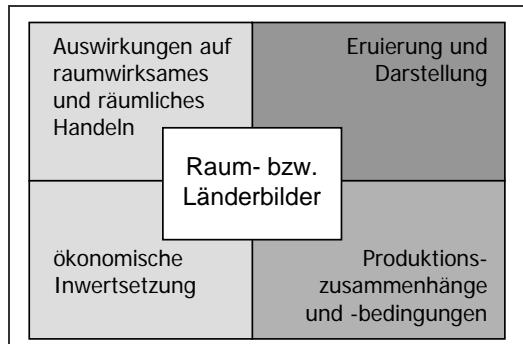 Auswirkungen auf
raumwirksames
und räumliches
Handeln
Eruierung und
Darstellung
Raum- bzw.
Länderbilder
ökonomische
Inwertsetzung
Produktions-
zusammenhänge
und -bedingungen